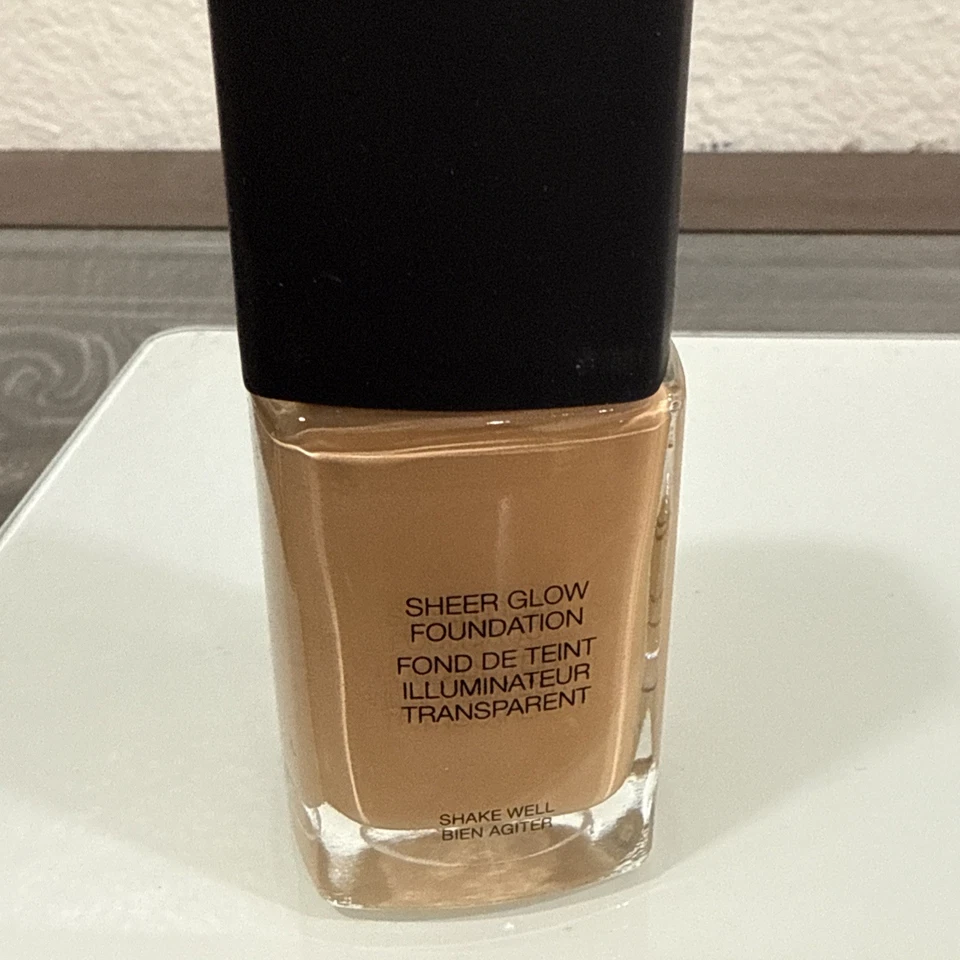 SHEER GLOW
FOUNDATION
FOND DE TEINT
ILLUMINATEUR
TRANSPARENT
SHAKE WELL
BIEN AGITER